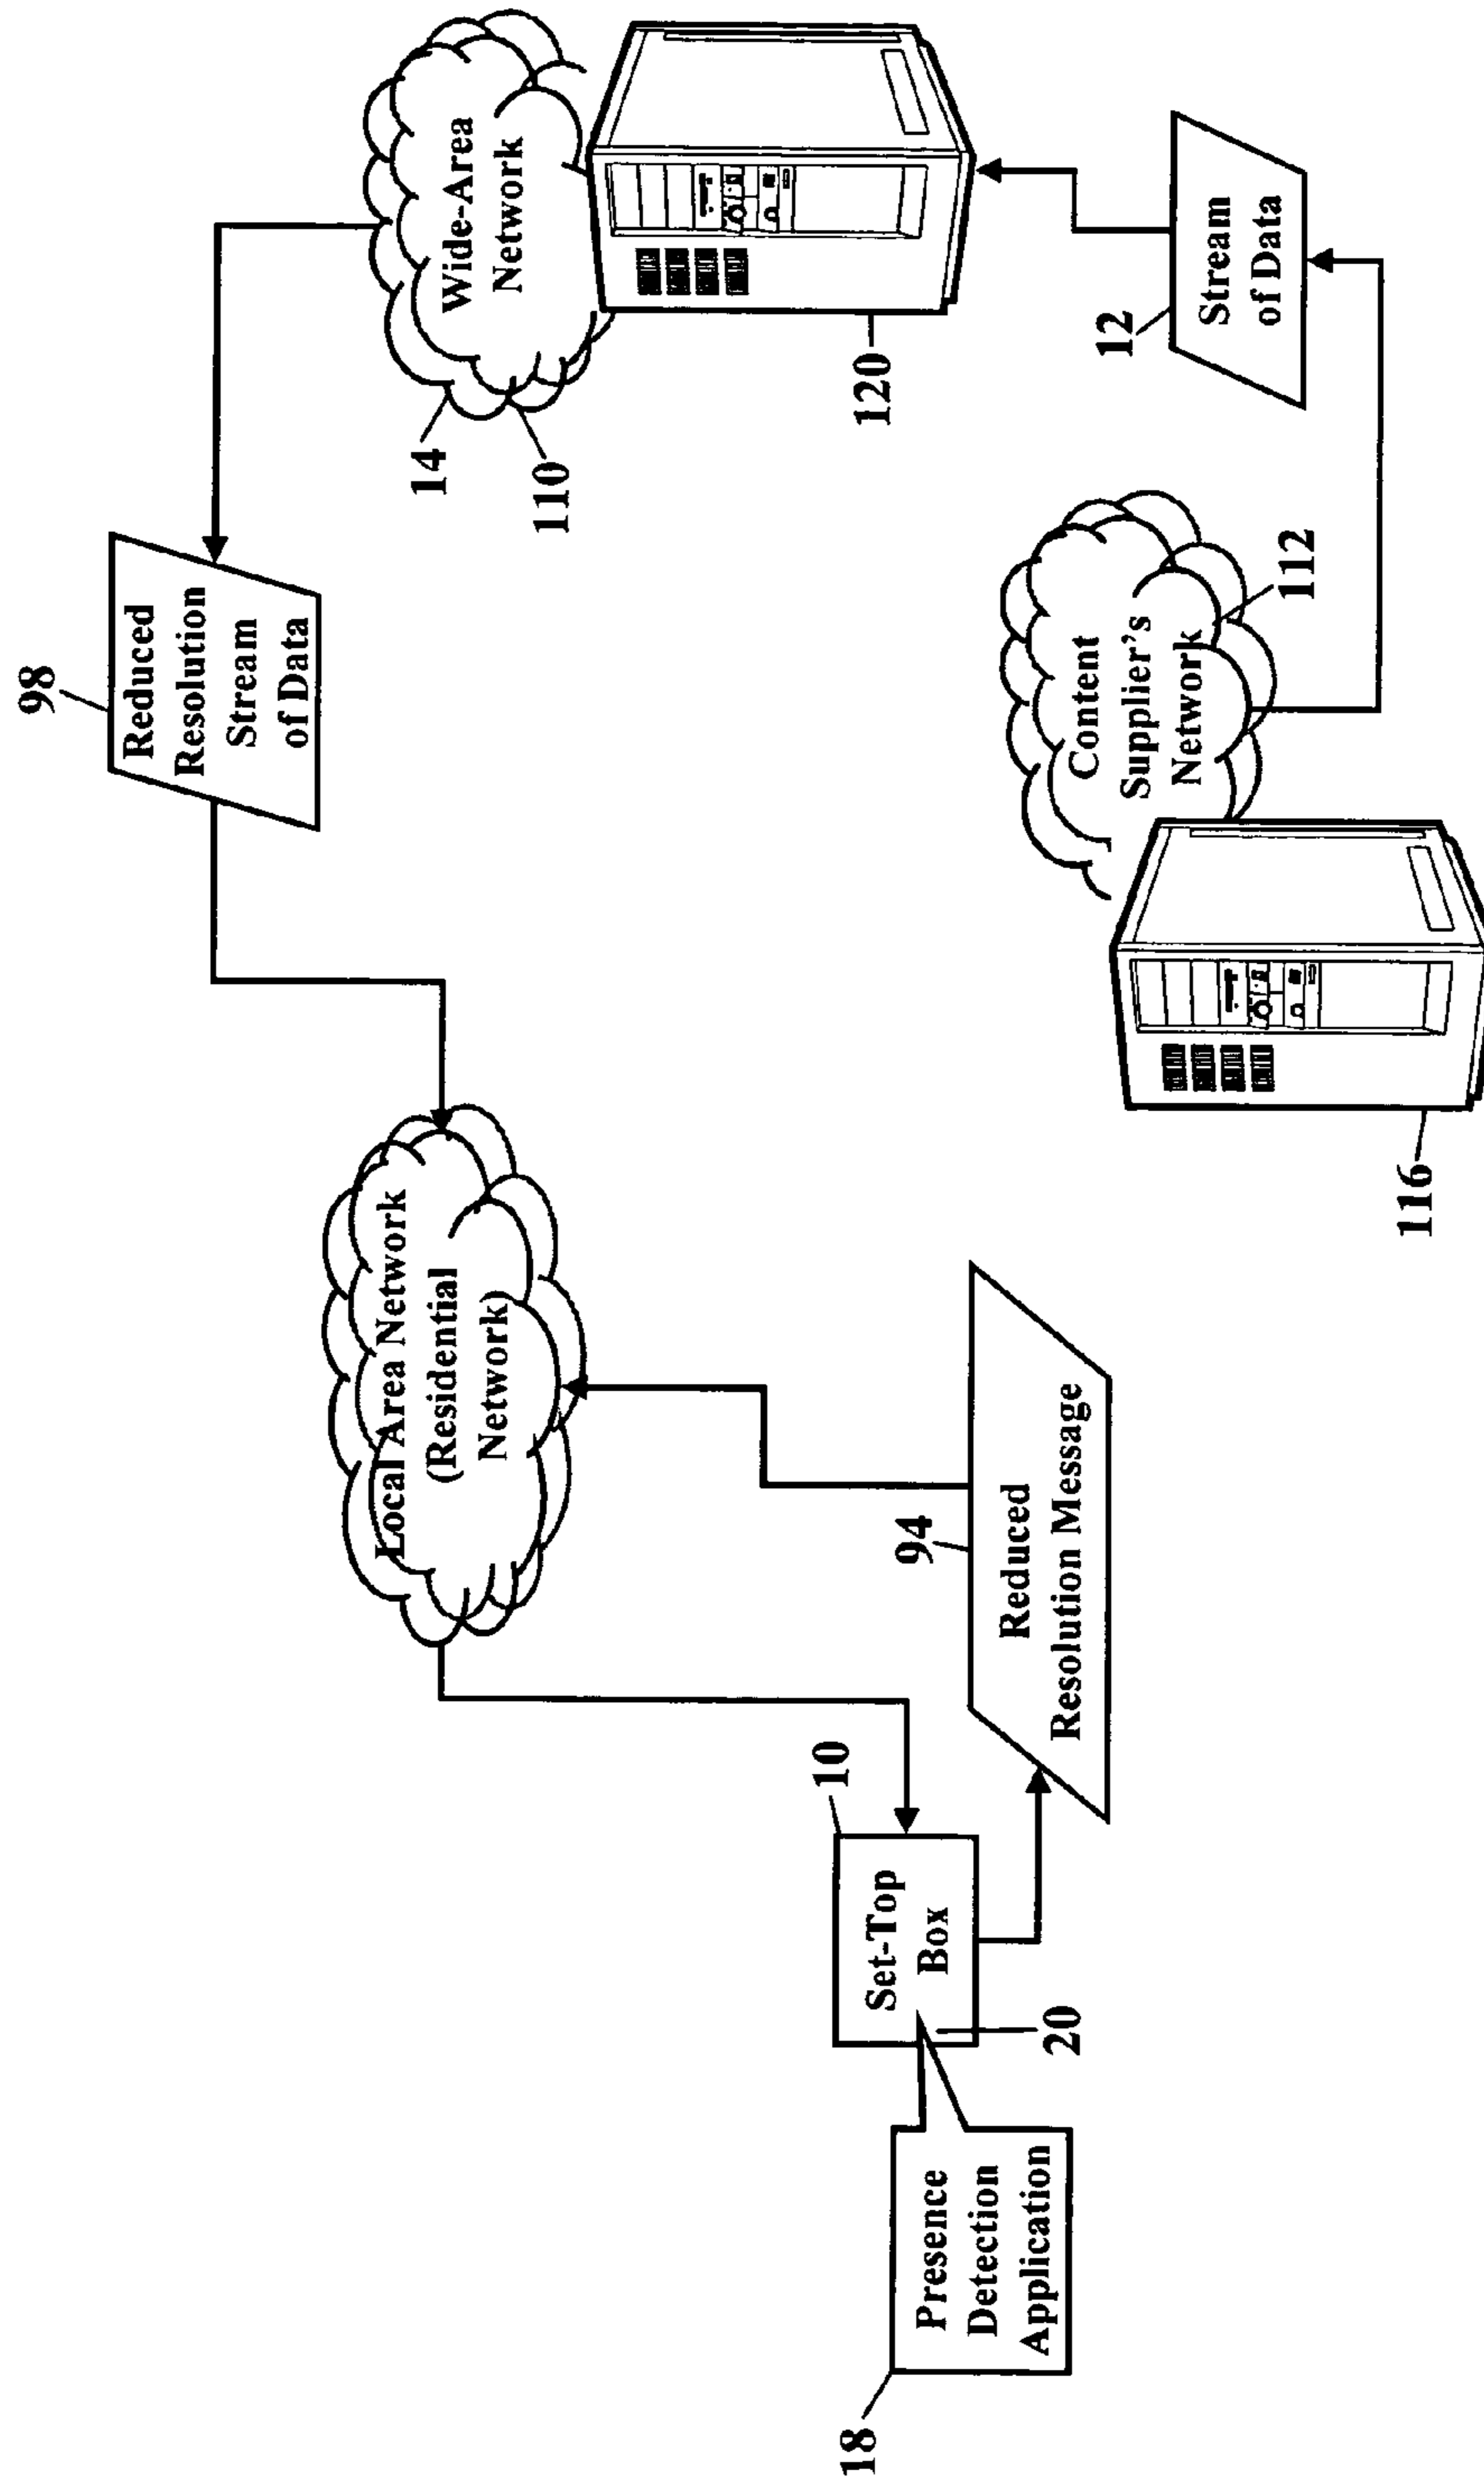 98
Reduced
Resolution
Stream
of Data
Wide-Area
Network
14
110
120
Local Area Network
(Residential
Network)
10
Set-Top
Box
20
Presence
Detection
Application
18
94
Reduced
Resolution Message
Content
Supplier's
Network
112
116
12
Stream
of Data